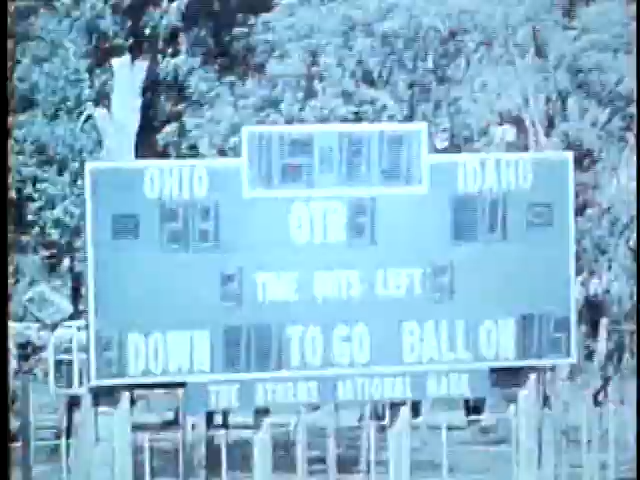 OHIO IDAHO
QTR
TIME OUTS LEFT
DOWN TO GO BALL ON
THE ATHENS NATIONAL BANK